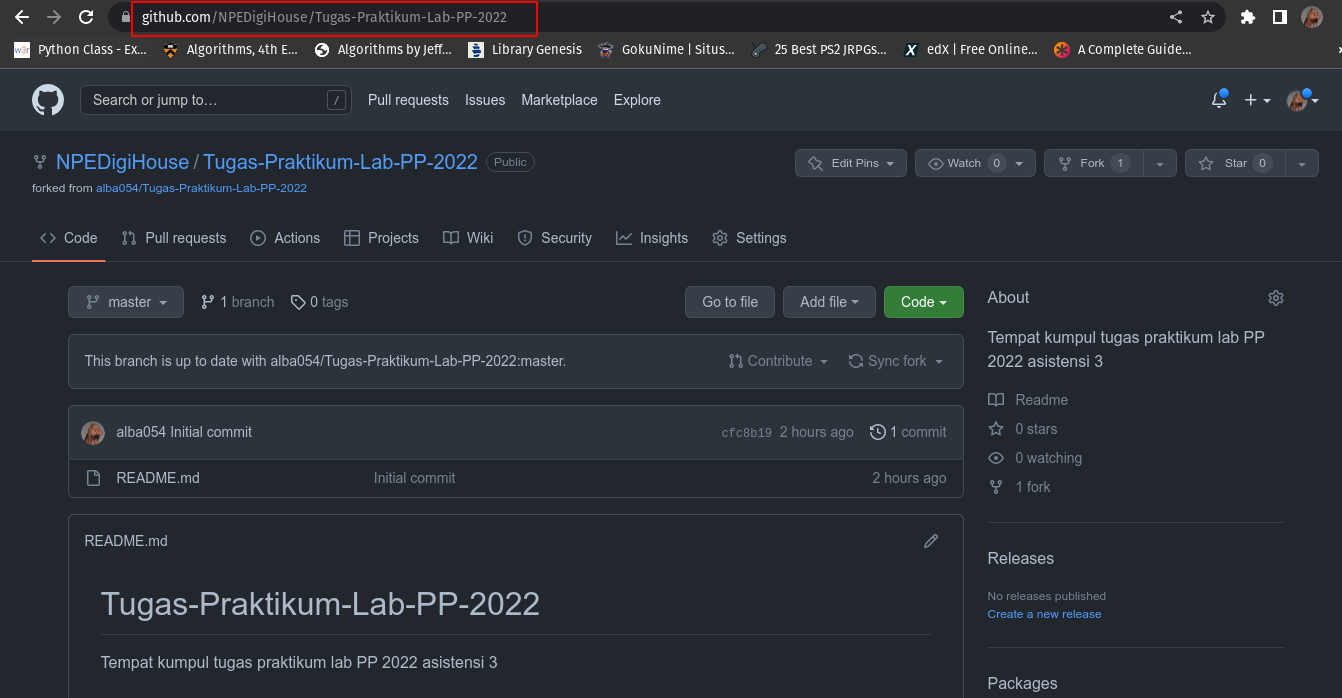 github.com/NPEDigiHouse/Tugas-Praktikum-Lab-PP-2022
w3r Python Class - Ex... Algorithms, 4th E... Algorithms by Jeff... Library Genesis GokuNime | Situs... 25 Best PS2 JRPGs... X edX | Free Online... A Complete Guide...
Search or jump to... / Pull requests Issues Marketplace Explore
NPEDigiHouse / Tugas-Praktikum-Lab-PP-2022 Public Edit Pins Watch 0 Fork 1 Star 0
forked from alba054/Tugas-Praktikum-Lab-PP-2022
Code Pull requests Actions Projects Wiki Security Insights Settings
master 1 branch 0 tags Go to file Add file Code
This branch is up to date with alba054/Tugas-Praktikum-Lab-PP-2022:master. Contribute Sync fork
alba054 Initial commit cfc8b19 2 hours ago 1 commit
README.md Initial commit 2 hours ago
README.md
Tugas-Praktikum-Lab-PP-2022
Tempat kumpul tugas praktikum lab PP 2022 asistensi 3
About
Tempat kumpul tugas praktikum lab PP
2022 asistensi 3
Readme
0 stars
0 watching
1 fork
Releases
No releases published
Create a new release
Packages